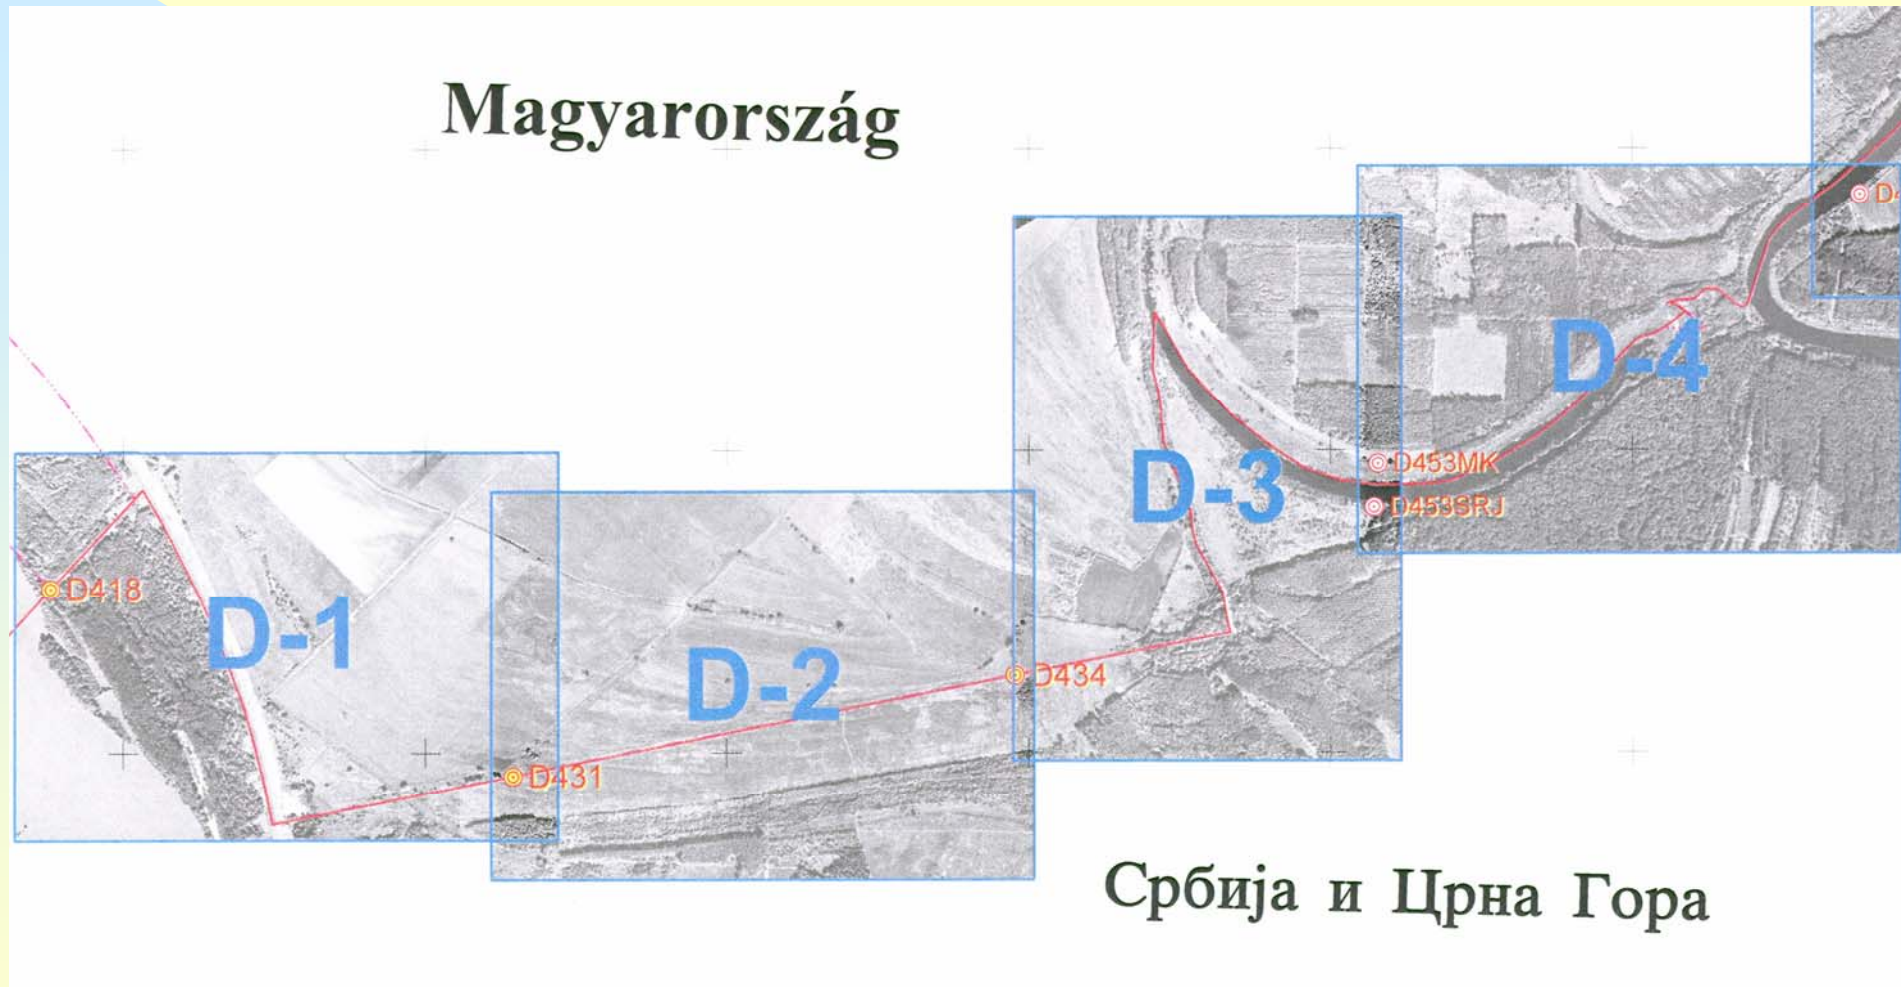 Magyarország
D-4
D453MK
D-3
D453SRJ
D418
D-1
D-2
D434
D431
Србија и Црна Гора